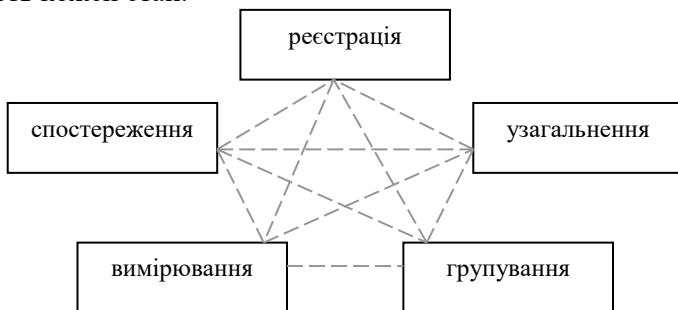 реєстрація
спостереження
узагальнення
вимірювання
групування